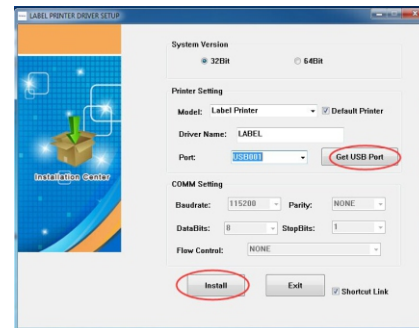 LABEL PRINTER DRIVER SETUP
System Version
32Bit 64Bit
Printer Setting
Model: Label Printer Default Printer
Driver Name: LABEL
Port: USB001 Get USB Port
Installation Center
COMM Setting
Baudrate: 115200 Parity: NONE
DataBits: 8 StopBits: 1
Flow Control: NONE
Install Exit Shortcut Link